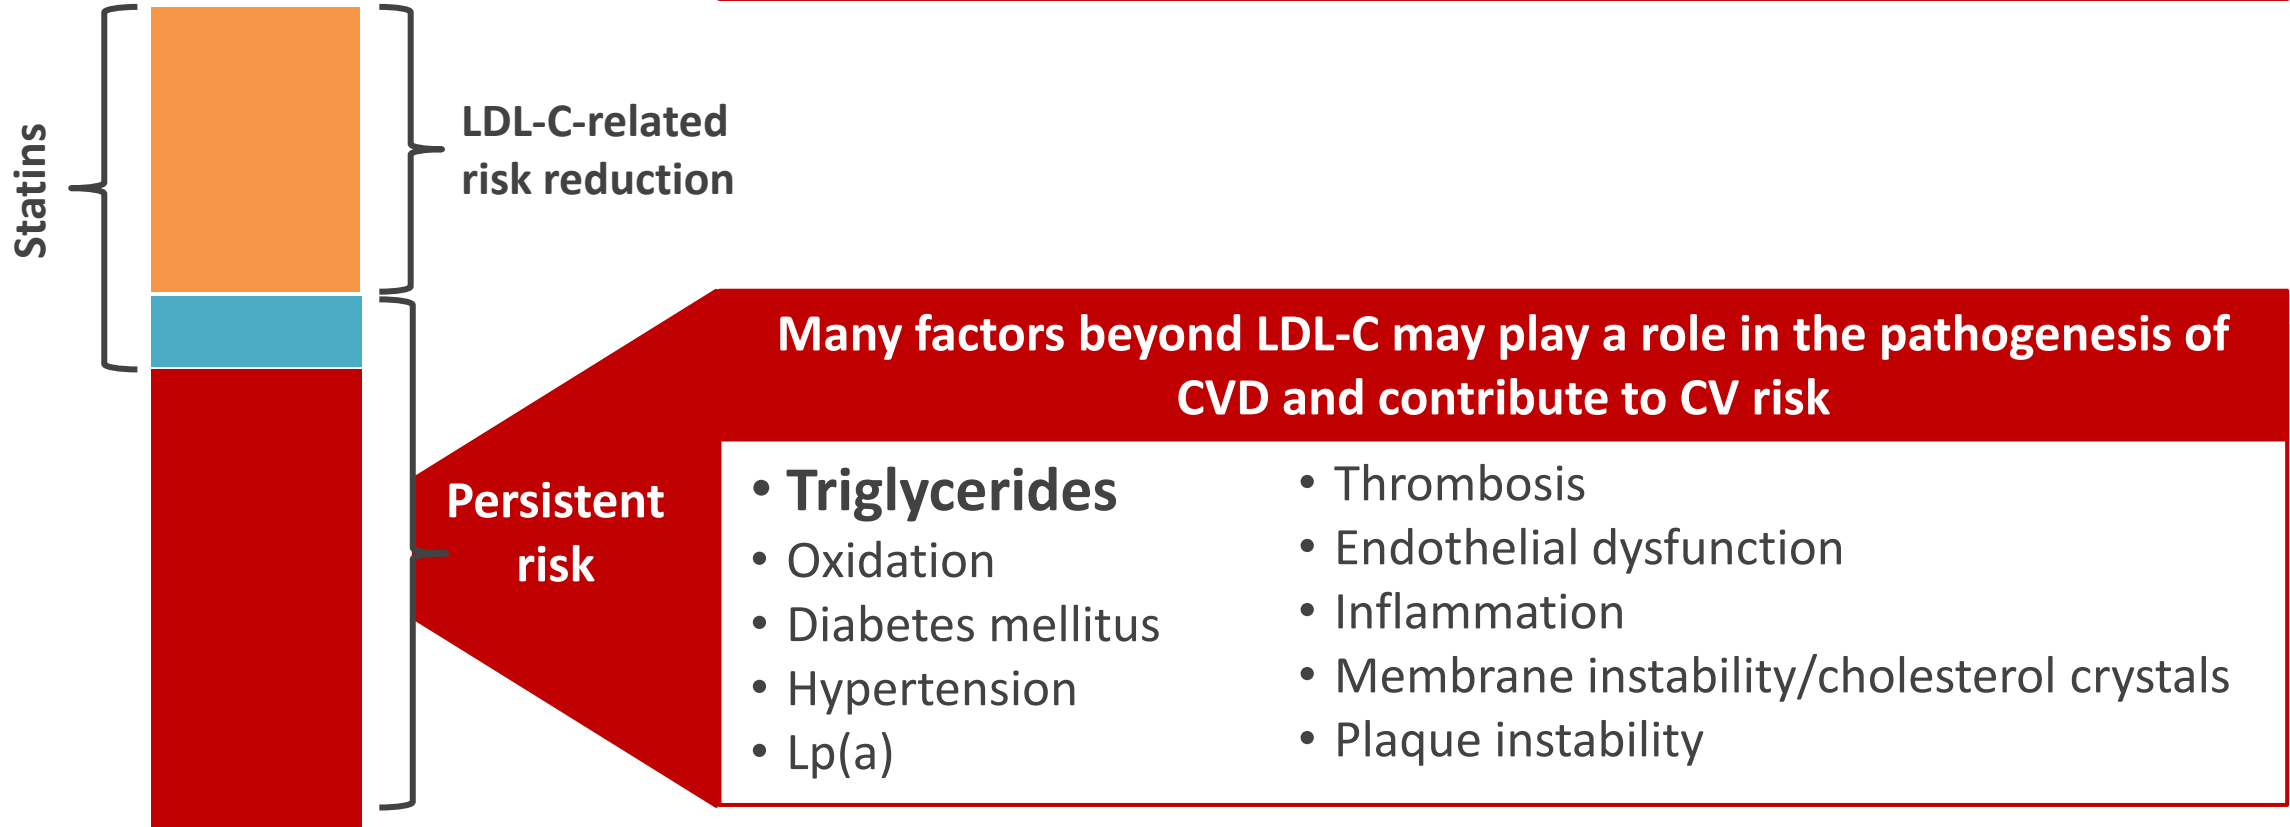 Statins
LDL-C-related
risk reduction
Persistent
risk
Many factors beyond LDL-C may play a role in the pathogenesis of
CVD and contribute to CV risk
• Triglycerides
• Oxidation
• Diabetes mellitus
• Hypertension
• Lp(a)
• Thrombosis
• Endothelial dysfunction
• Inflammation
• Membrane instability/cholesterol crystals
• Plaque instability